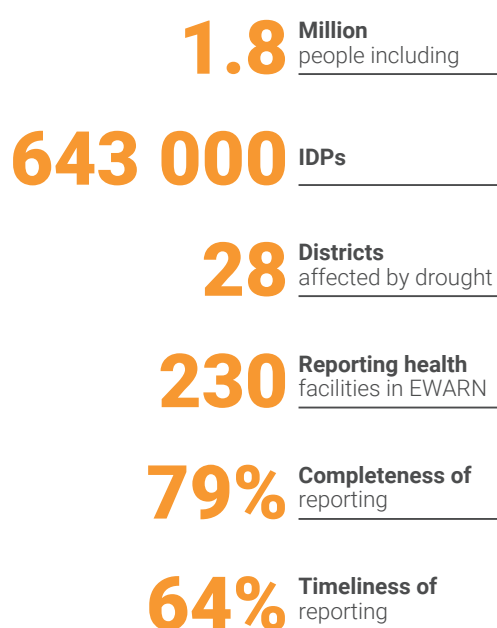 1.8 Million
people including
643 000 IDPs
28 Districts
affected by drought
230 Reporting health
facilities in EWARN
79% Completeness of
reporting
64% Timeliness of
reporting